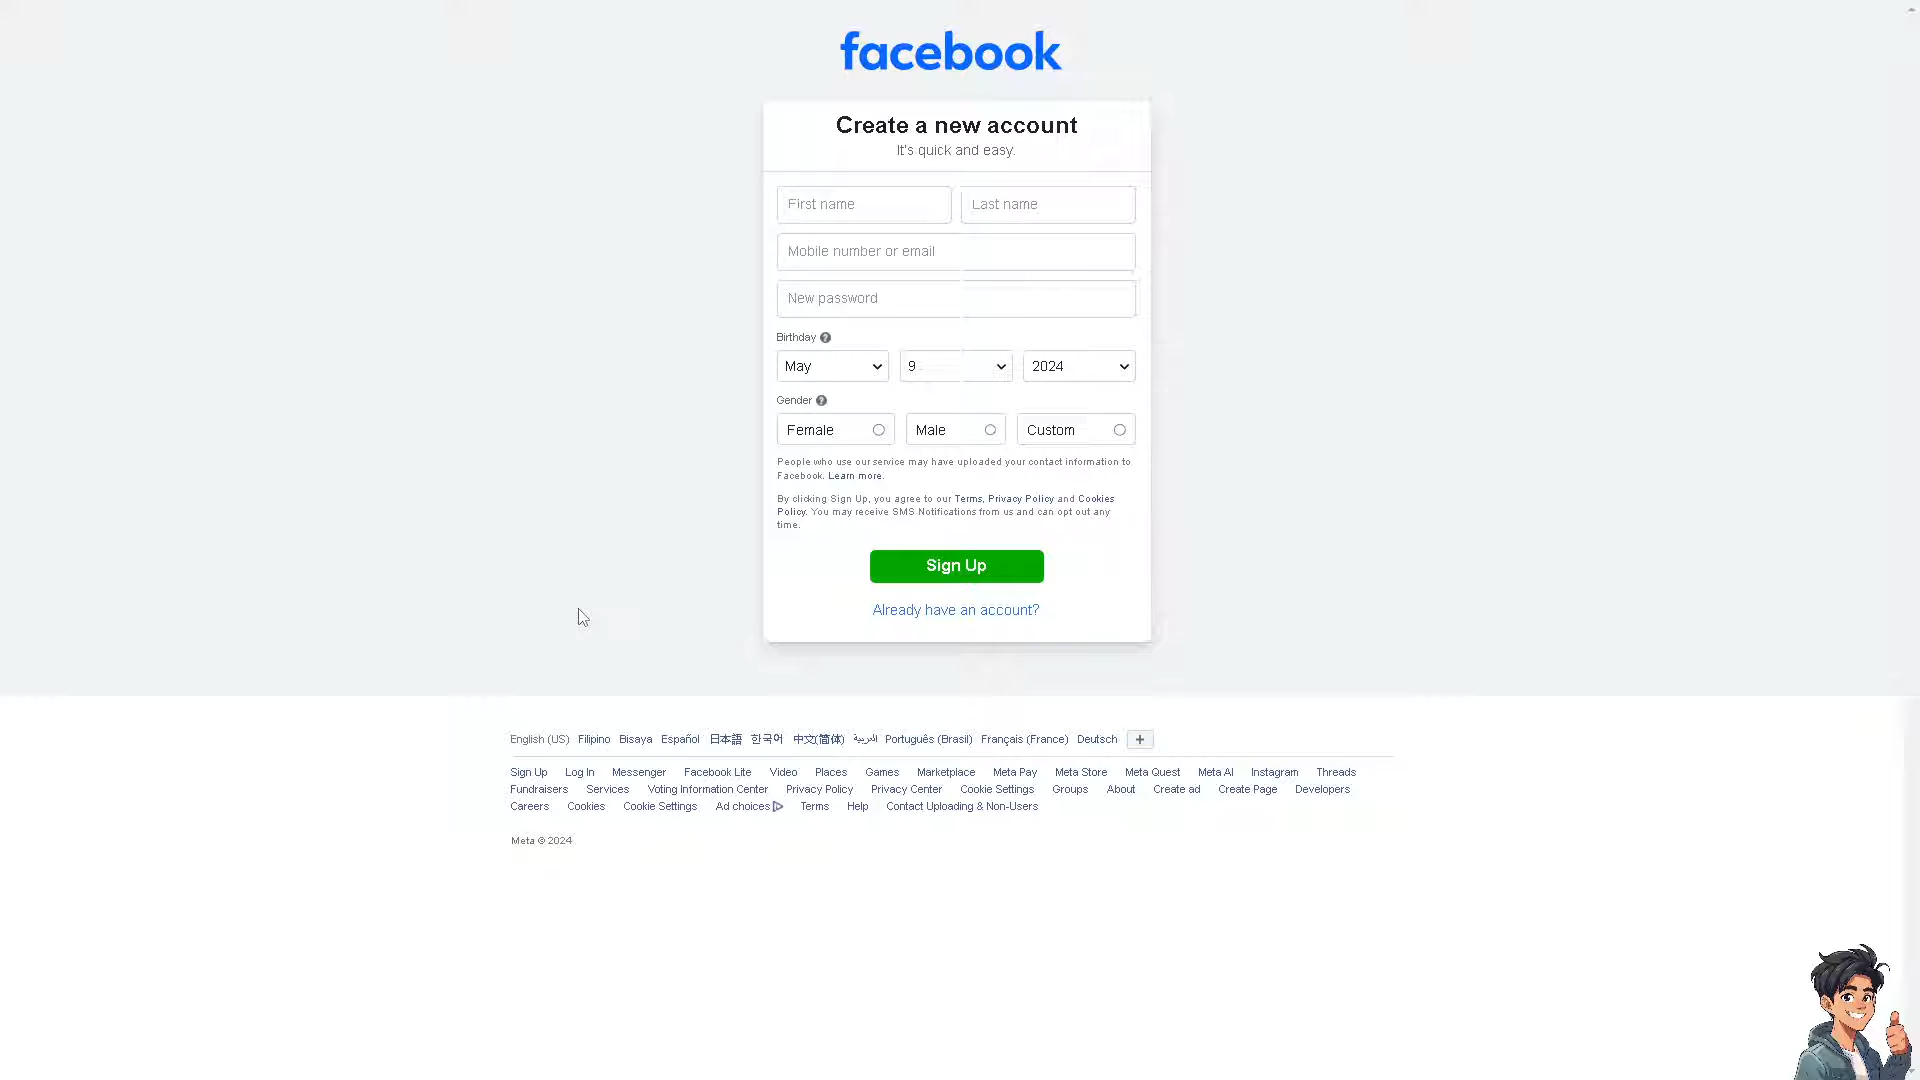 facebook
Create a new account
It's quick and easy.
First name Last name
Mobile number or email
New password
Birthday ?
May 9 2024
Gender ?
Female Male Custom
People who use our service may have uploaded your contact information to
Facebook. Learn more.
By clicking Sign Up, you agree to our Terms, Privacy Policy and Cookies
Policy. You may receive SMS Notifications from us and can opt out any
time.
Sign Up
Already have an account?
English (US) Filipino Bisaya Español 日本語 한국어 中文(简体) العربية Português (Brasil) Français (France) Deutsch +
Sign Up Log In Messenger Facebook Lite Video Places Games Marketplace Meta Pay Meta Store Meta Quest Meta AI Instagram Threads
Fundraisers Services Voting Information Center Privacy Policy Privacy Center Cookie Settings Groups About Create ad Create Page Developers
Careers Cookies Cookie Settings Ad choices Terms Help Contact Uploading & Non-Users
Meta © 2024